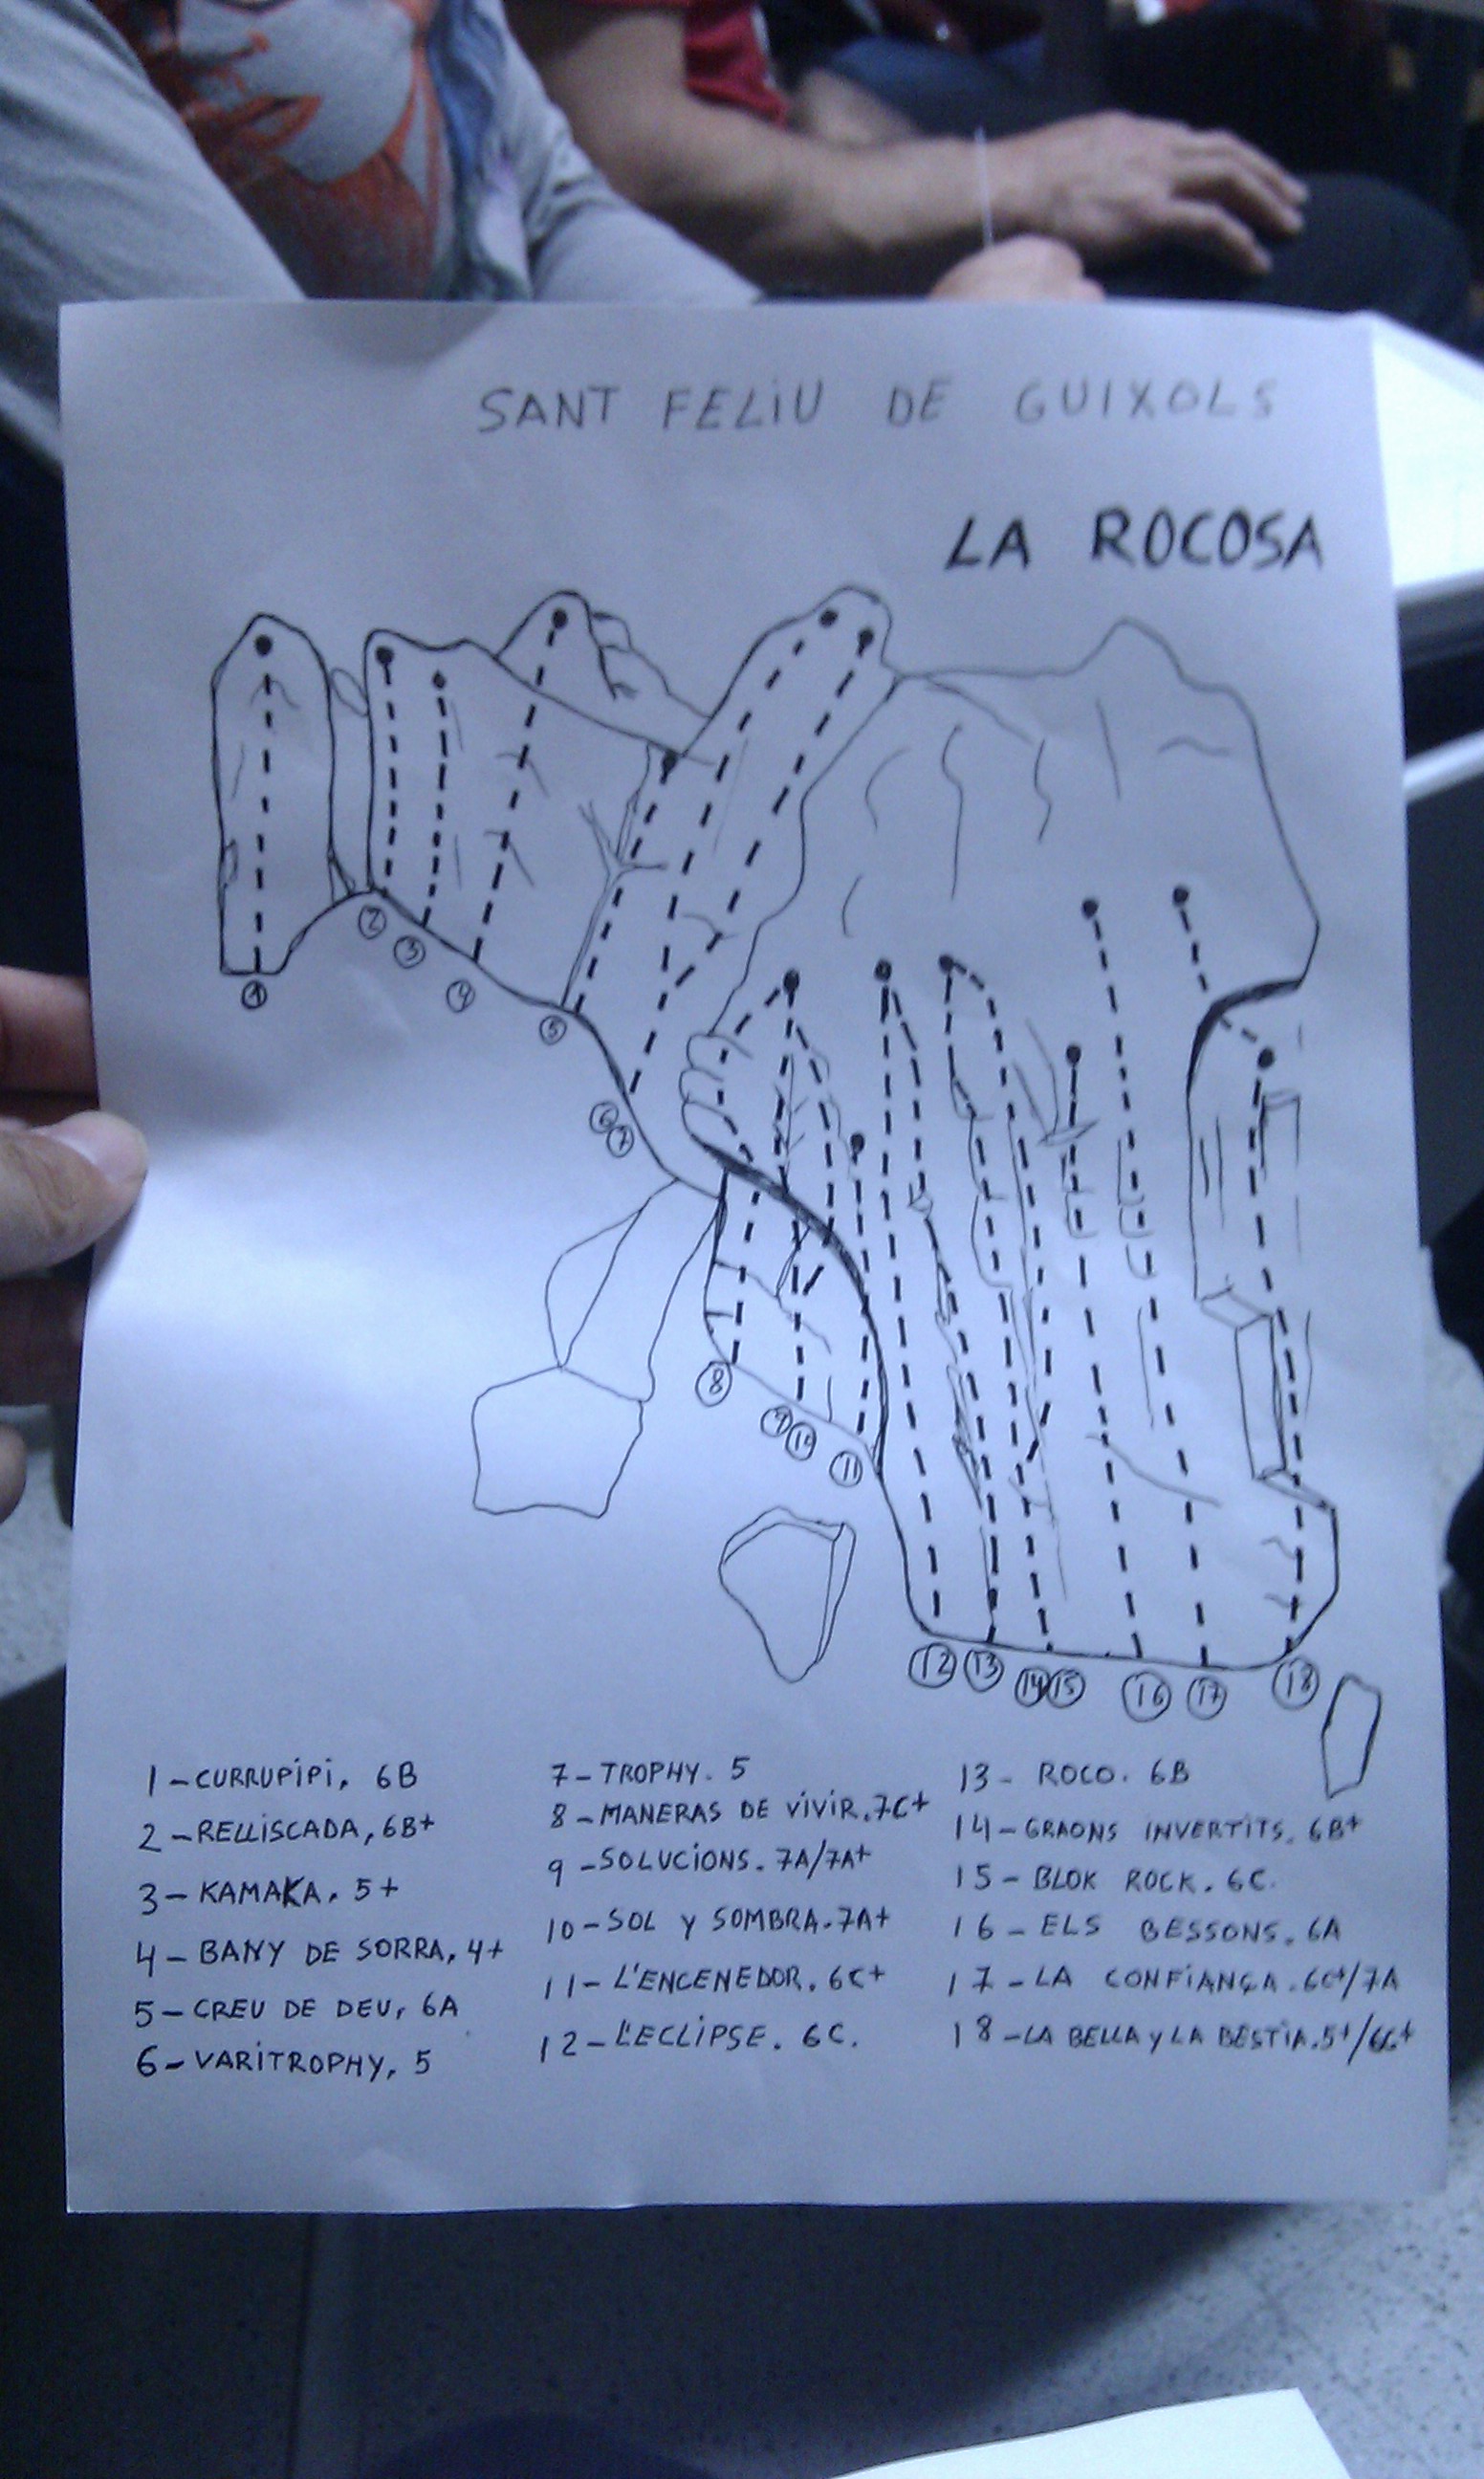 SANT FELIU DE GUIXOLS
LA ROCOSA
1
2
3
4
5
6
7
8
9
10
11
12
13
14
15
16
17
18
1-CURRUPIPI, 6B
2-RELLISCADA, 6B+
3-KAMAKA. 5+
4-BANY DE SORRA, 4+
5-CREU DE DEU, 6A
6-VARITROPHY, 5
7-TROPHY. 5
8-MANERAS DE VIVIR.7C+
9-SOLUCIONS. 7A/7A+
10-SOL Y SOMBRA.7A+
11-L'ENCENEDOR. 6C+
12-L'ECLIPSE. 6C.
13- ROCO. 6B
14-GRAONS INVERTITS. 6B+
15-BLOK ROCK. 6C.
16-ELS BESSONS. 6A
17-LA CONFIANÇA.6C+/7A
18-LA BELLA Y LA BESTIA.5+/6C+